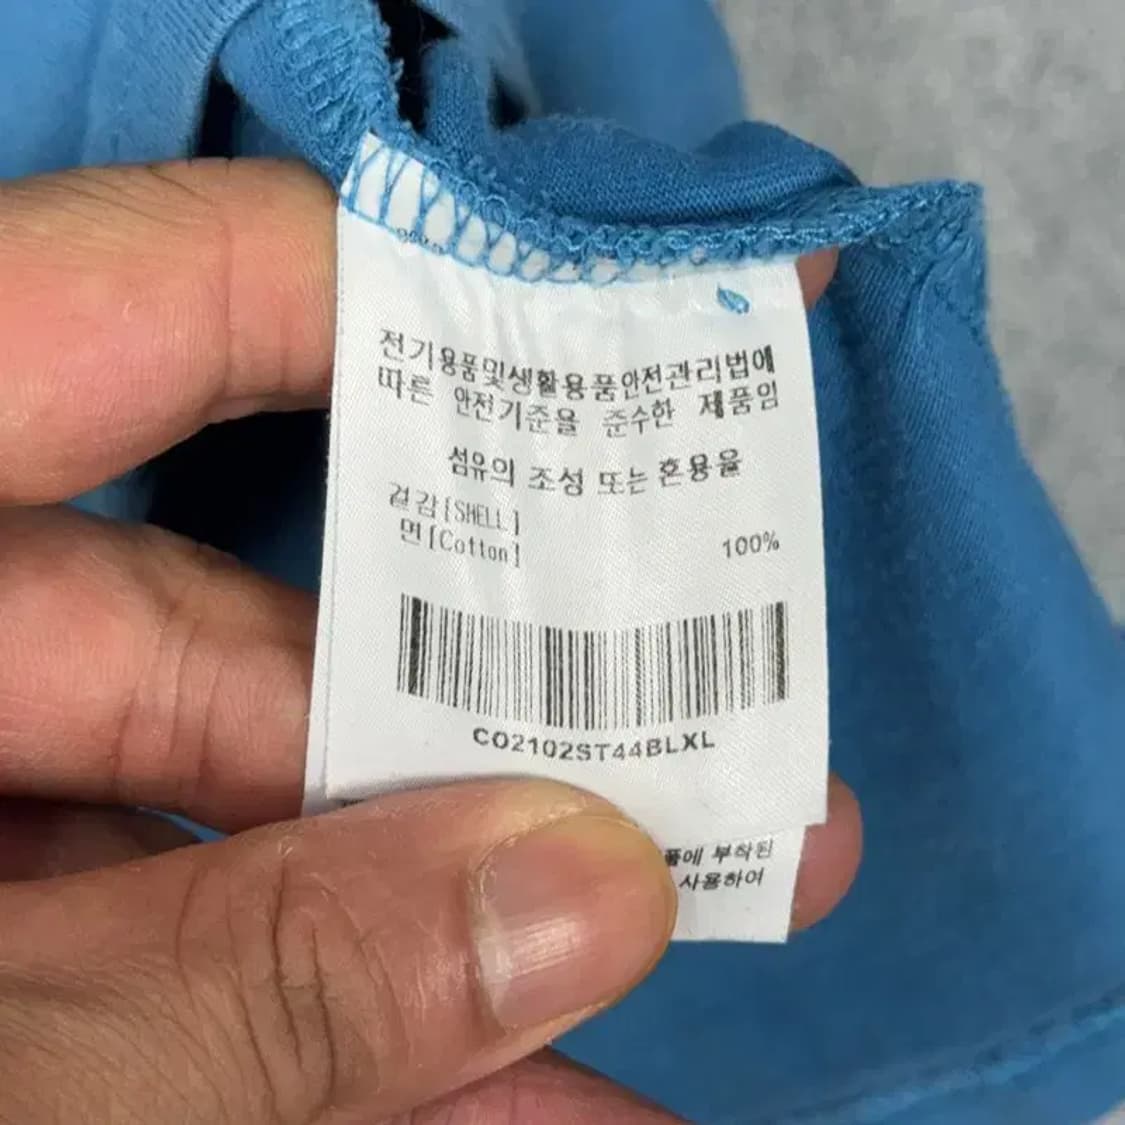 전기용품및생활용품안전관리법에
따른 안전기준을 준수한 제품임
섬유의 조성 또는 혼용율
겉감[SHELL]
면[Cotton] 100%
CO2102ST44BLXL
품에 부착된
사용하여